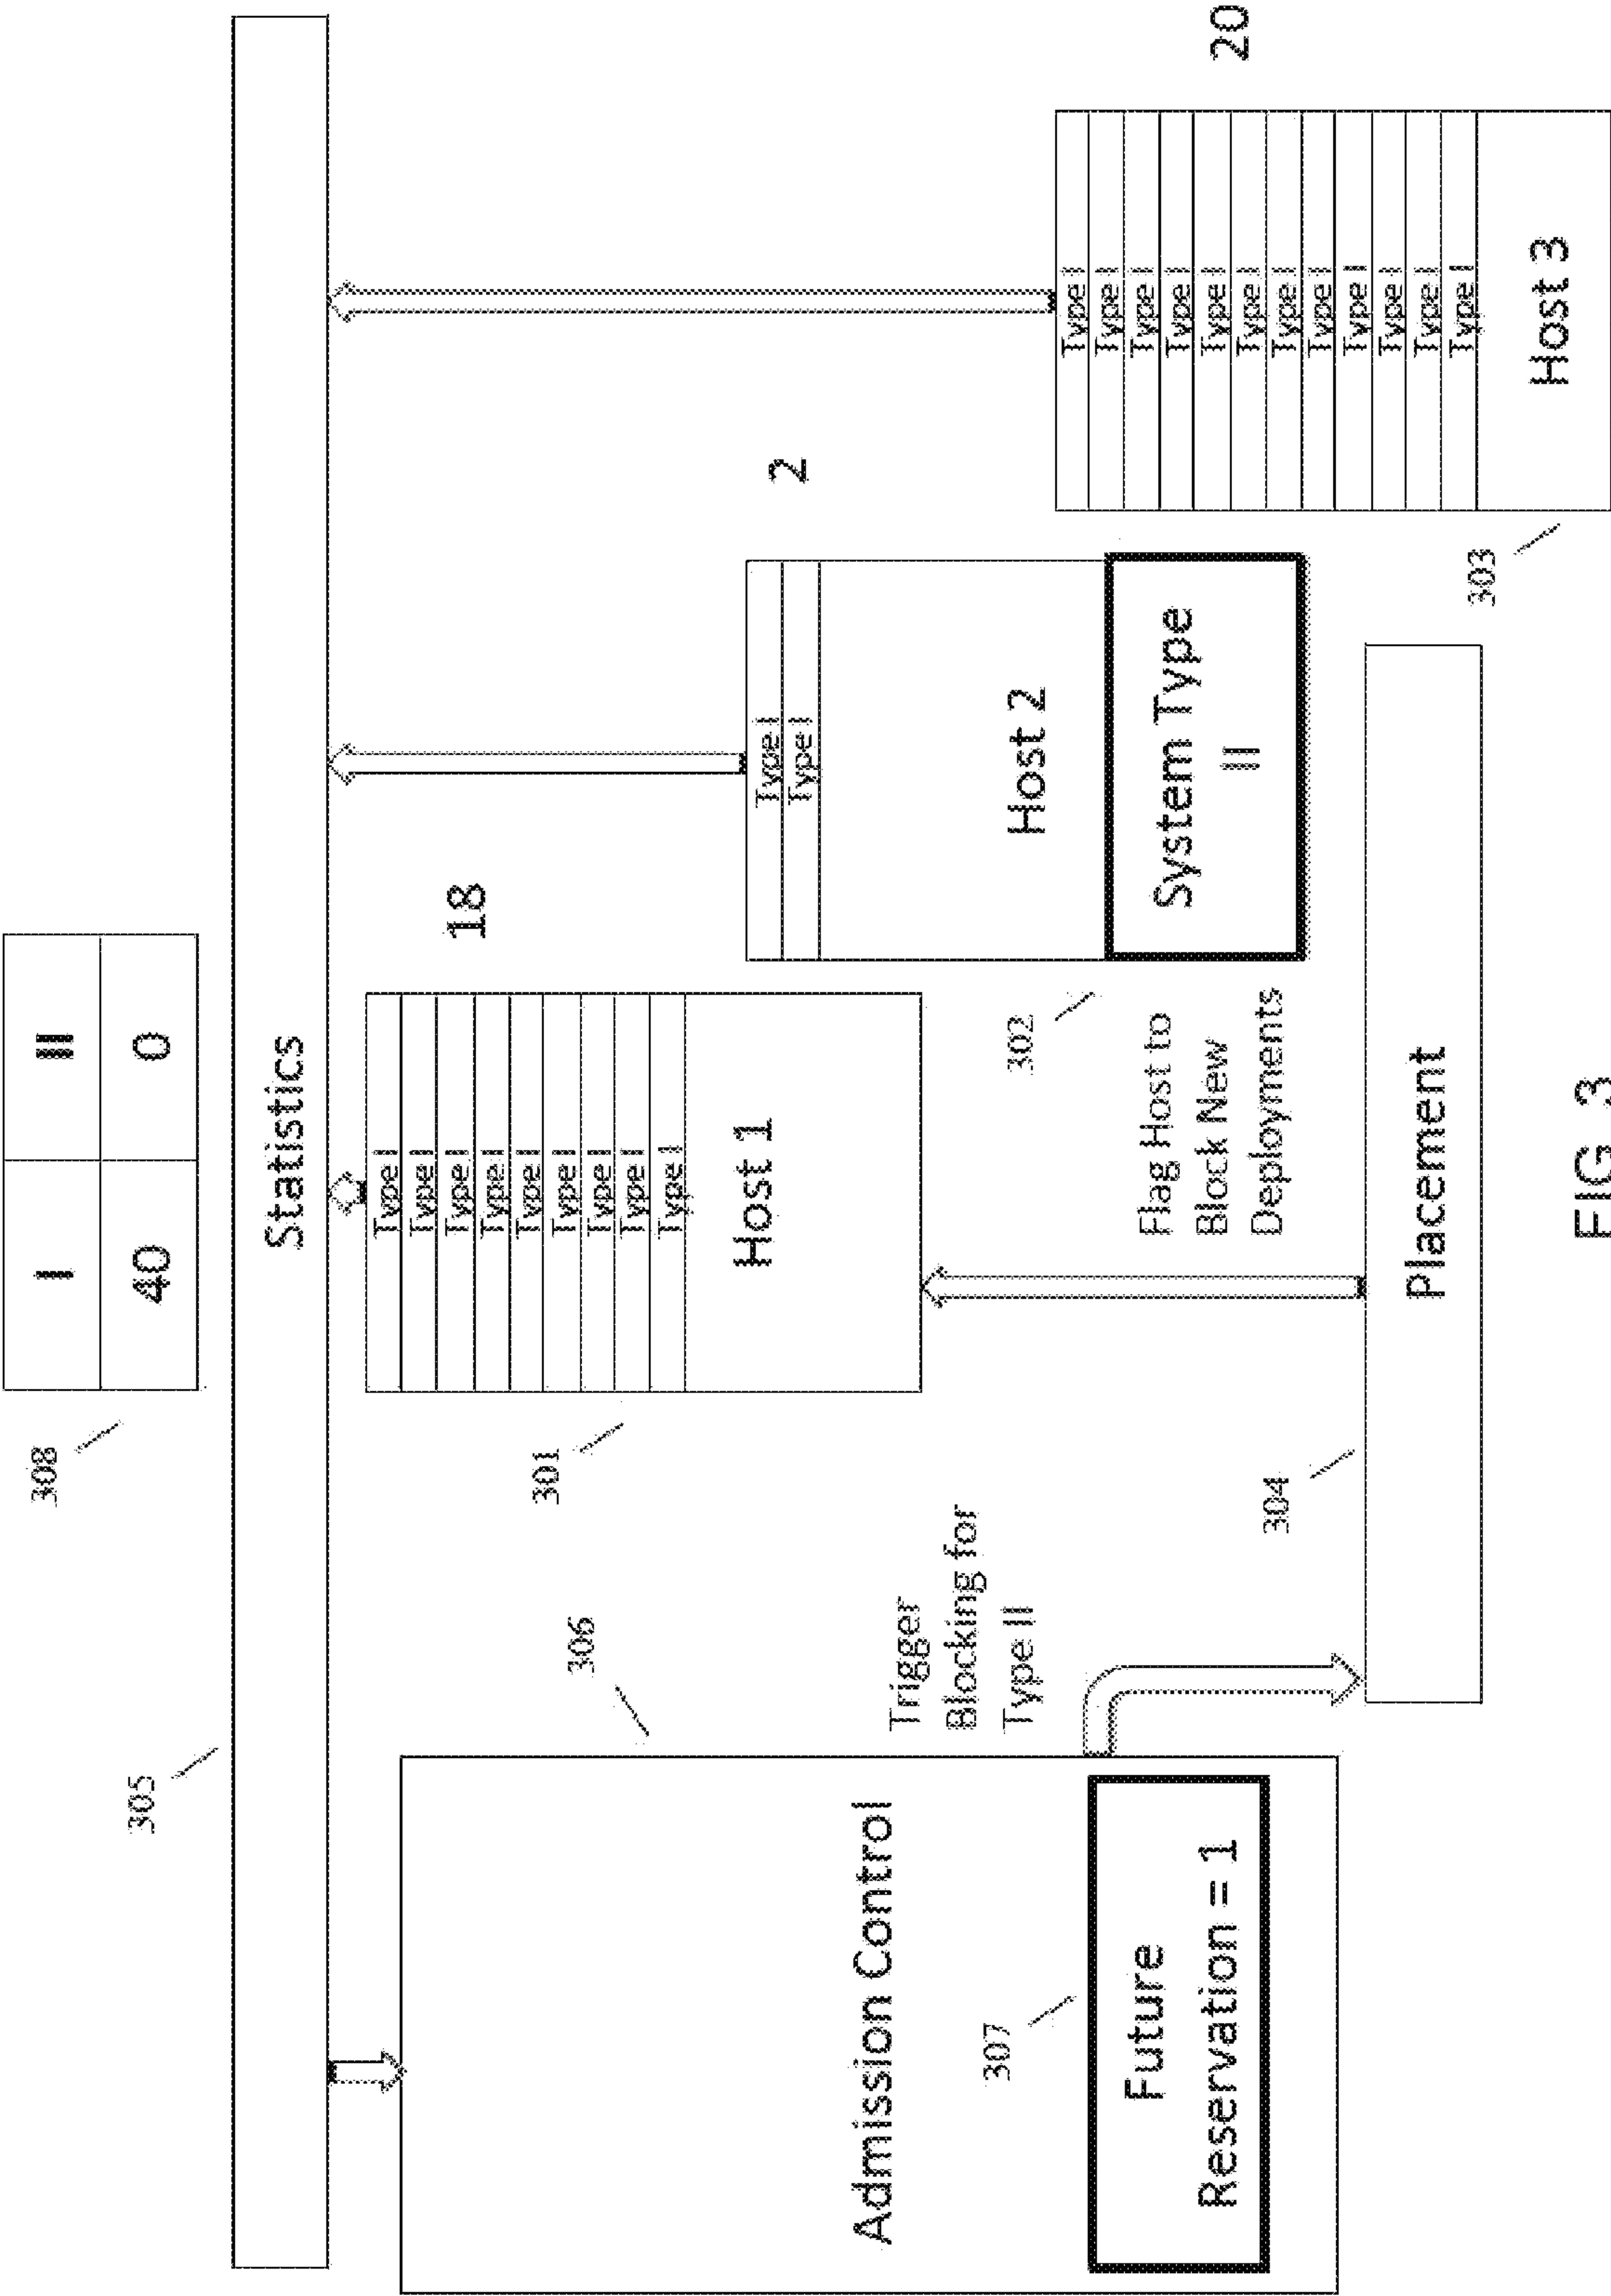 308
I II
40 0
305
Statistics
301
Type I
Type I
Type I
Type I
Type I
Type I
Type I
Type I
Type I
Host 1
18
306
Admission Control
307
Future
Reservation = 1
Trigger
Blocking for
Type II
2
Type I
Type I
Host 2
System Type
II
302
Flag Host to
Block New
Deployments
20
Type I
Type I
Type I
Type I
Type I
Type I
Type I
Type I
Type I
Type I
Type I
Type I
Host 3
303
304
Placement
FIG 3